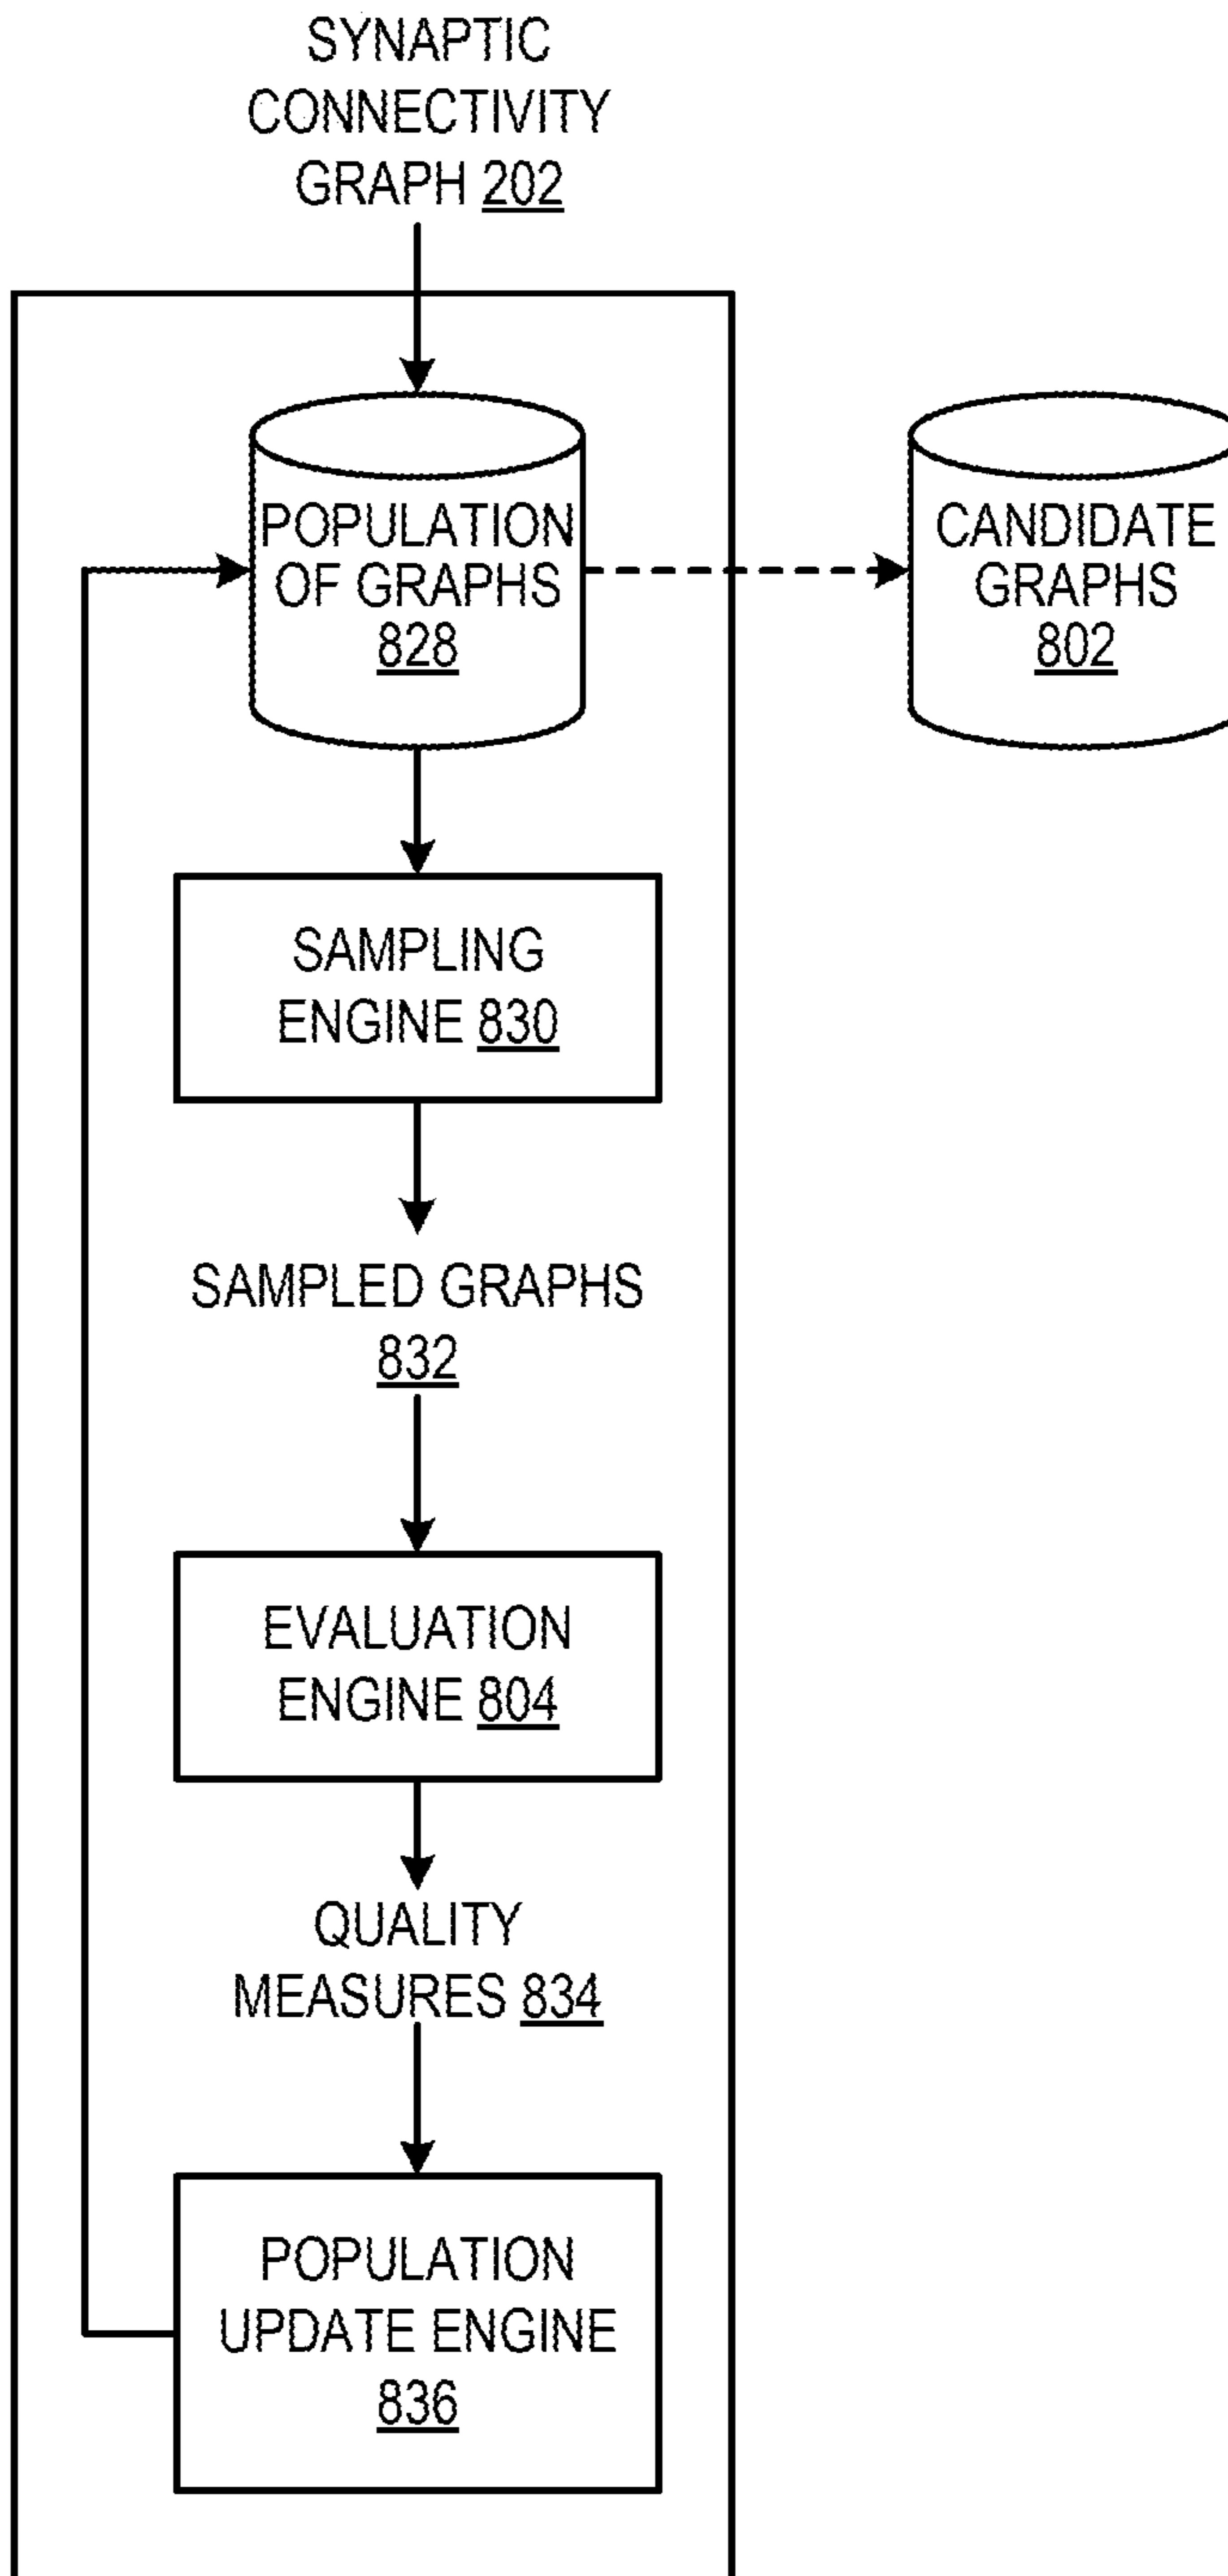 SYNAPTIC
CONNECTIVITY
GRAPH 202
POPULATION
OF GRAPHS
828
CANDIDATE
GRAPHS
802
SAMPLING
ENGINE 830
SAMPLED GRAPHS
832
EVALUATION
ENGINE 804
QUALITY
MEASURES 834
POPULATION
UPDATE ENGINE
836